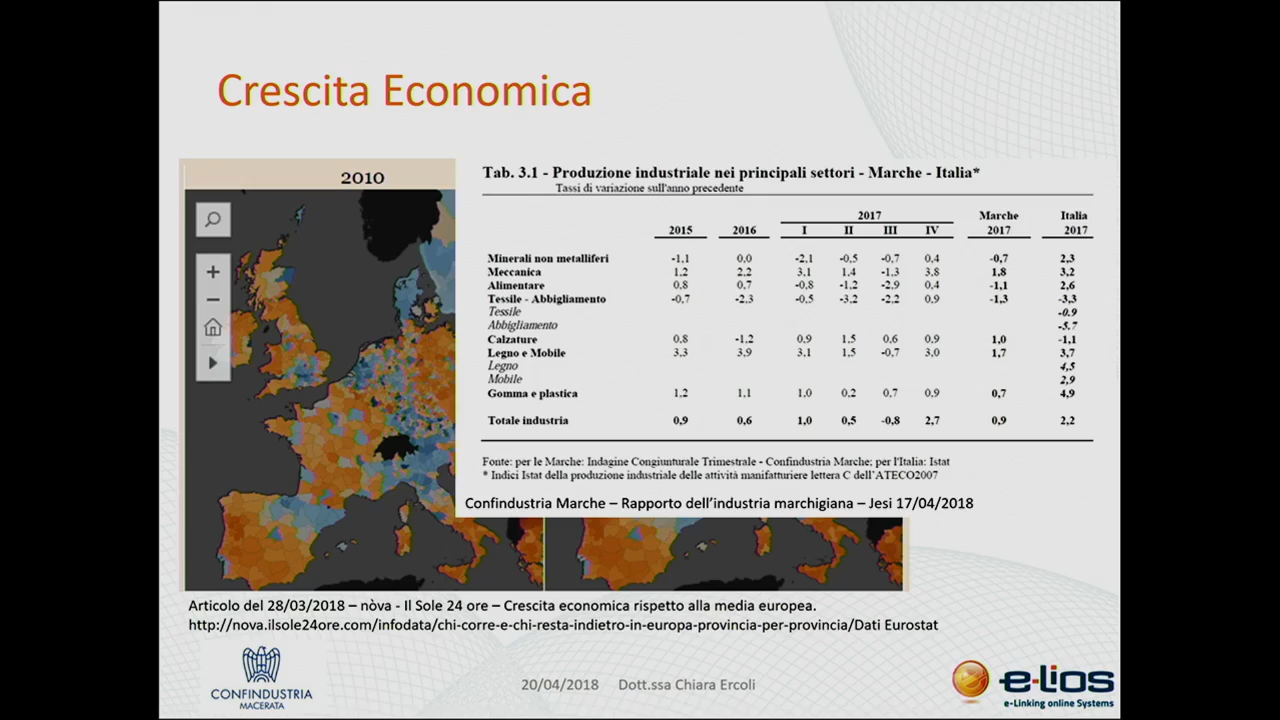 Crescita Economica
2010
Tab. 3.1 - Produzione industriale nei principali settori - Marche - Italia*
Tassi di variazione sull'anno precedente
2017 Marche Italia
2015 2016 I II III IV 2017 2017
Minerali non metalliferi -1,1 0,0 -2,1 -0,5 -0,7 0,4 -0,7 2,3
Meccanica 1,2 2,2 3,1 1,4 -1,3 3,8 1,8 3,2
Alimentare 0,8 0,7 -0,8 -1,2 -2,9 0,4 -1,1 2,6
Tessile - Abbigliamento -0,7 -2,3 -0,5 -3,2 -2,2 0,9 -1,3 -3,3
Tessile -0,9
Abbigliamento -5,7
Calzature 0,8 -1,2 0,9 1,5 0,6 0,9 1,0 -1,1
Legno e Mobile 3,3 3,9 3,1 1,5 -0,7 3,0 1,7 3,7
Legno 4,5
Mobile 2,9
Gomma e plastica 1,2 1,1 1,0 0,2 0,7 0,9 0,7 4,9
Totale industria 0,9 0,6 1,0 0,5 -0,8 2,7 0,9 2,2
Fonte: per le Marche: Indagine Congiunturale Trimestrale - Confindustria Marche; per l'Italia: Istat
* Indici Istat della produzione industriale delle attività manifatturiere lettera C dell'ATECO2007
Confindustria Marche – Rapporto dell'industria marchigiana – Jesi 17/04/2018
Articolo del 28/03/2018 – nòva - Il Sole 24 ore – Crescita economica rispetto alla media europea.
http://nova.ilsole24ore.com/infodata/chi-corre-e-chi-resta-indietro-in-europa-provincia-per-provincia/Dati Eurostat
CONFINDUSTRIA
MACERATA
20/04/2018 Dott.ssa Chiara Ercoli
e-lios
e-Linking online Systems